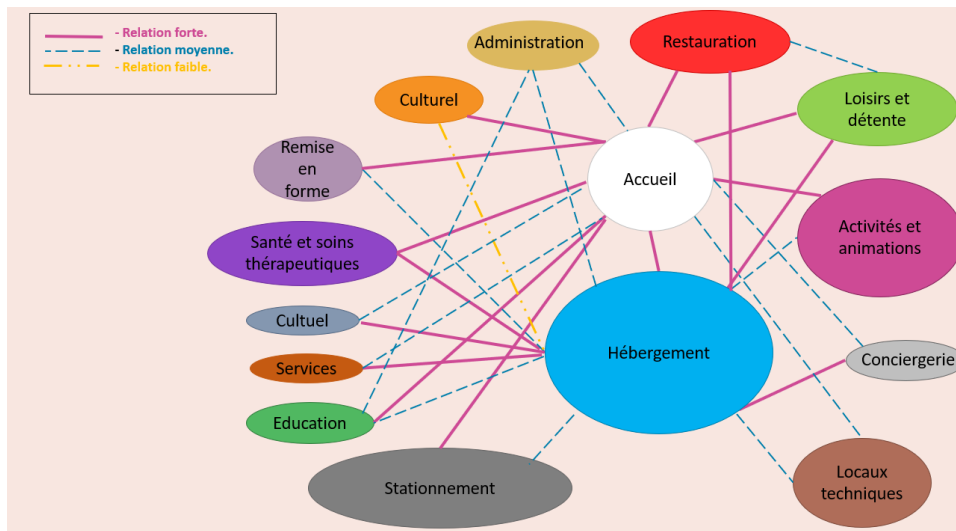 - Relation forte.
- Relation moyenne.
- Relation faible.
Administration
Restauration
Culturel
Loisirs et
détente
Remise
en
forme
Accueil
Activités et
animations
Santé et soins
thérapeutiques
Cultuel
Hébergement
Conciergerie
Services
Education
Stationnement
Locaux
techniques